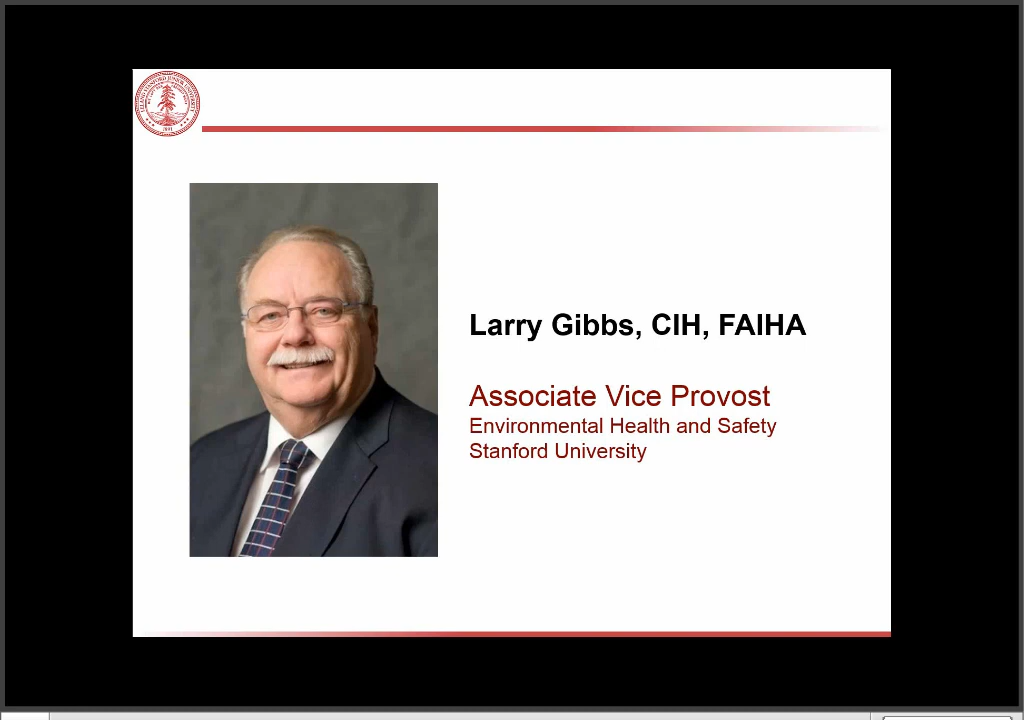 Larry Gibbs, CIH, FAIHA
Associate Vice Provost
Environmental Health and Safety
Stanford University